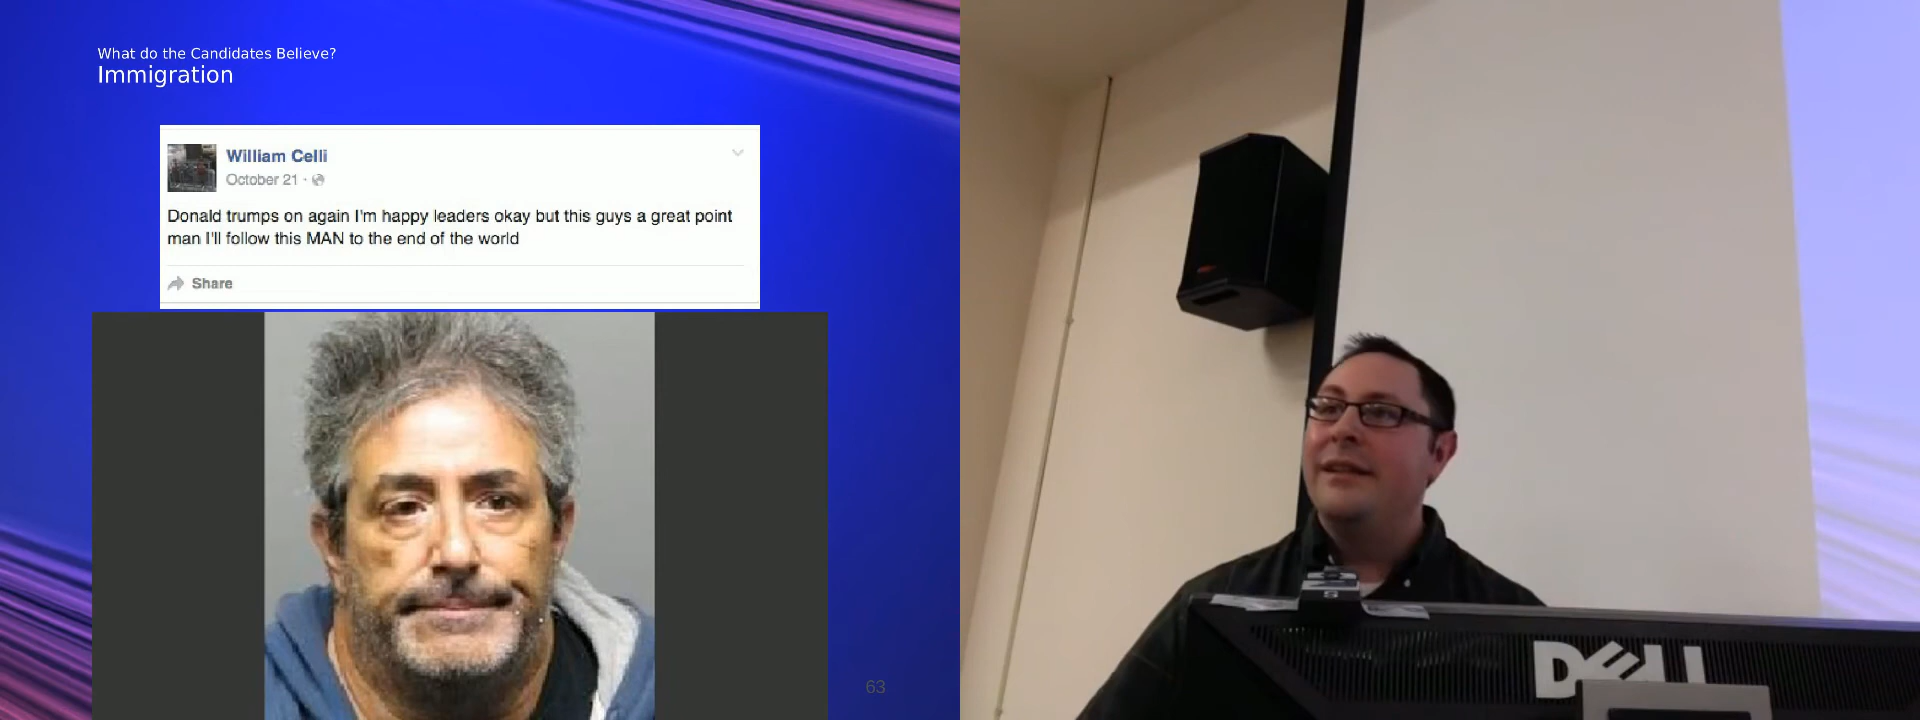 What do the Candidates Believe?
Immigration
William Celli
October 21 ·
Donald trumps on again I'm happy leaders okay but this guys a great point
man I'll follow this MAN to the end of the world
Share
63
DELL